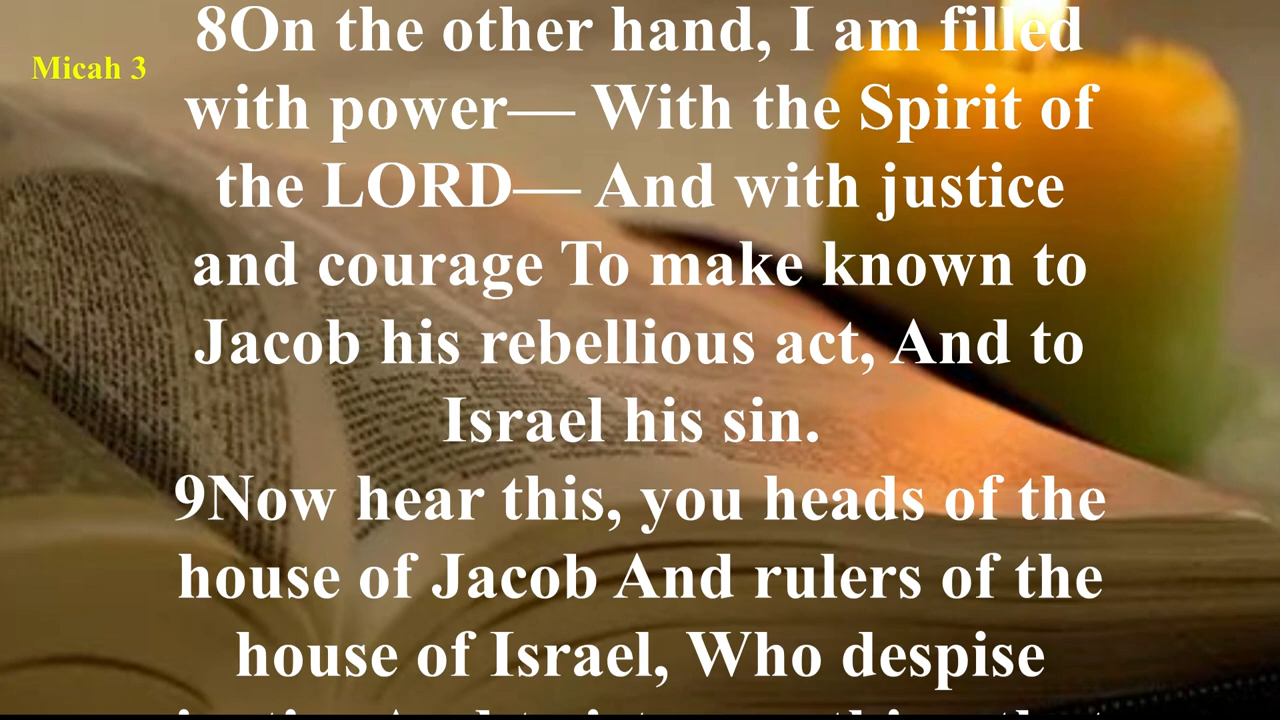 Micah 3
8On the other hand, I am filled
with power— With the Spirit of
the LORD— And with justice
and courage To make known to
Jacob his rebellious act, And to
Israel his sin.
9Now hear this, you heads of the
house of Jacob And rulers of the
house of Israel, Who despise